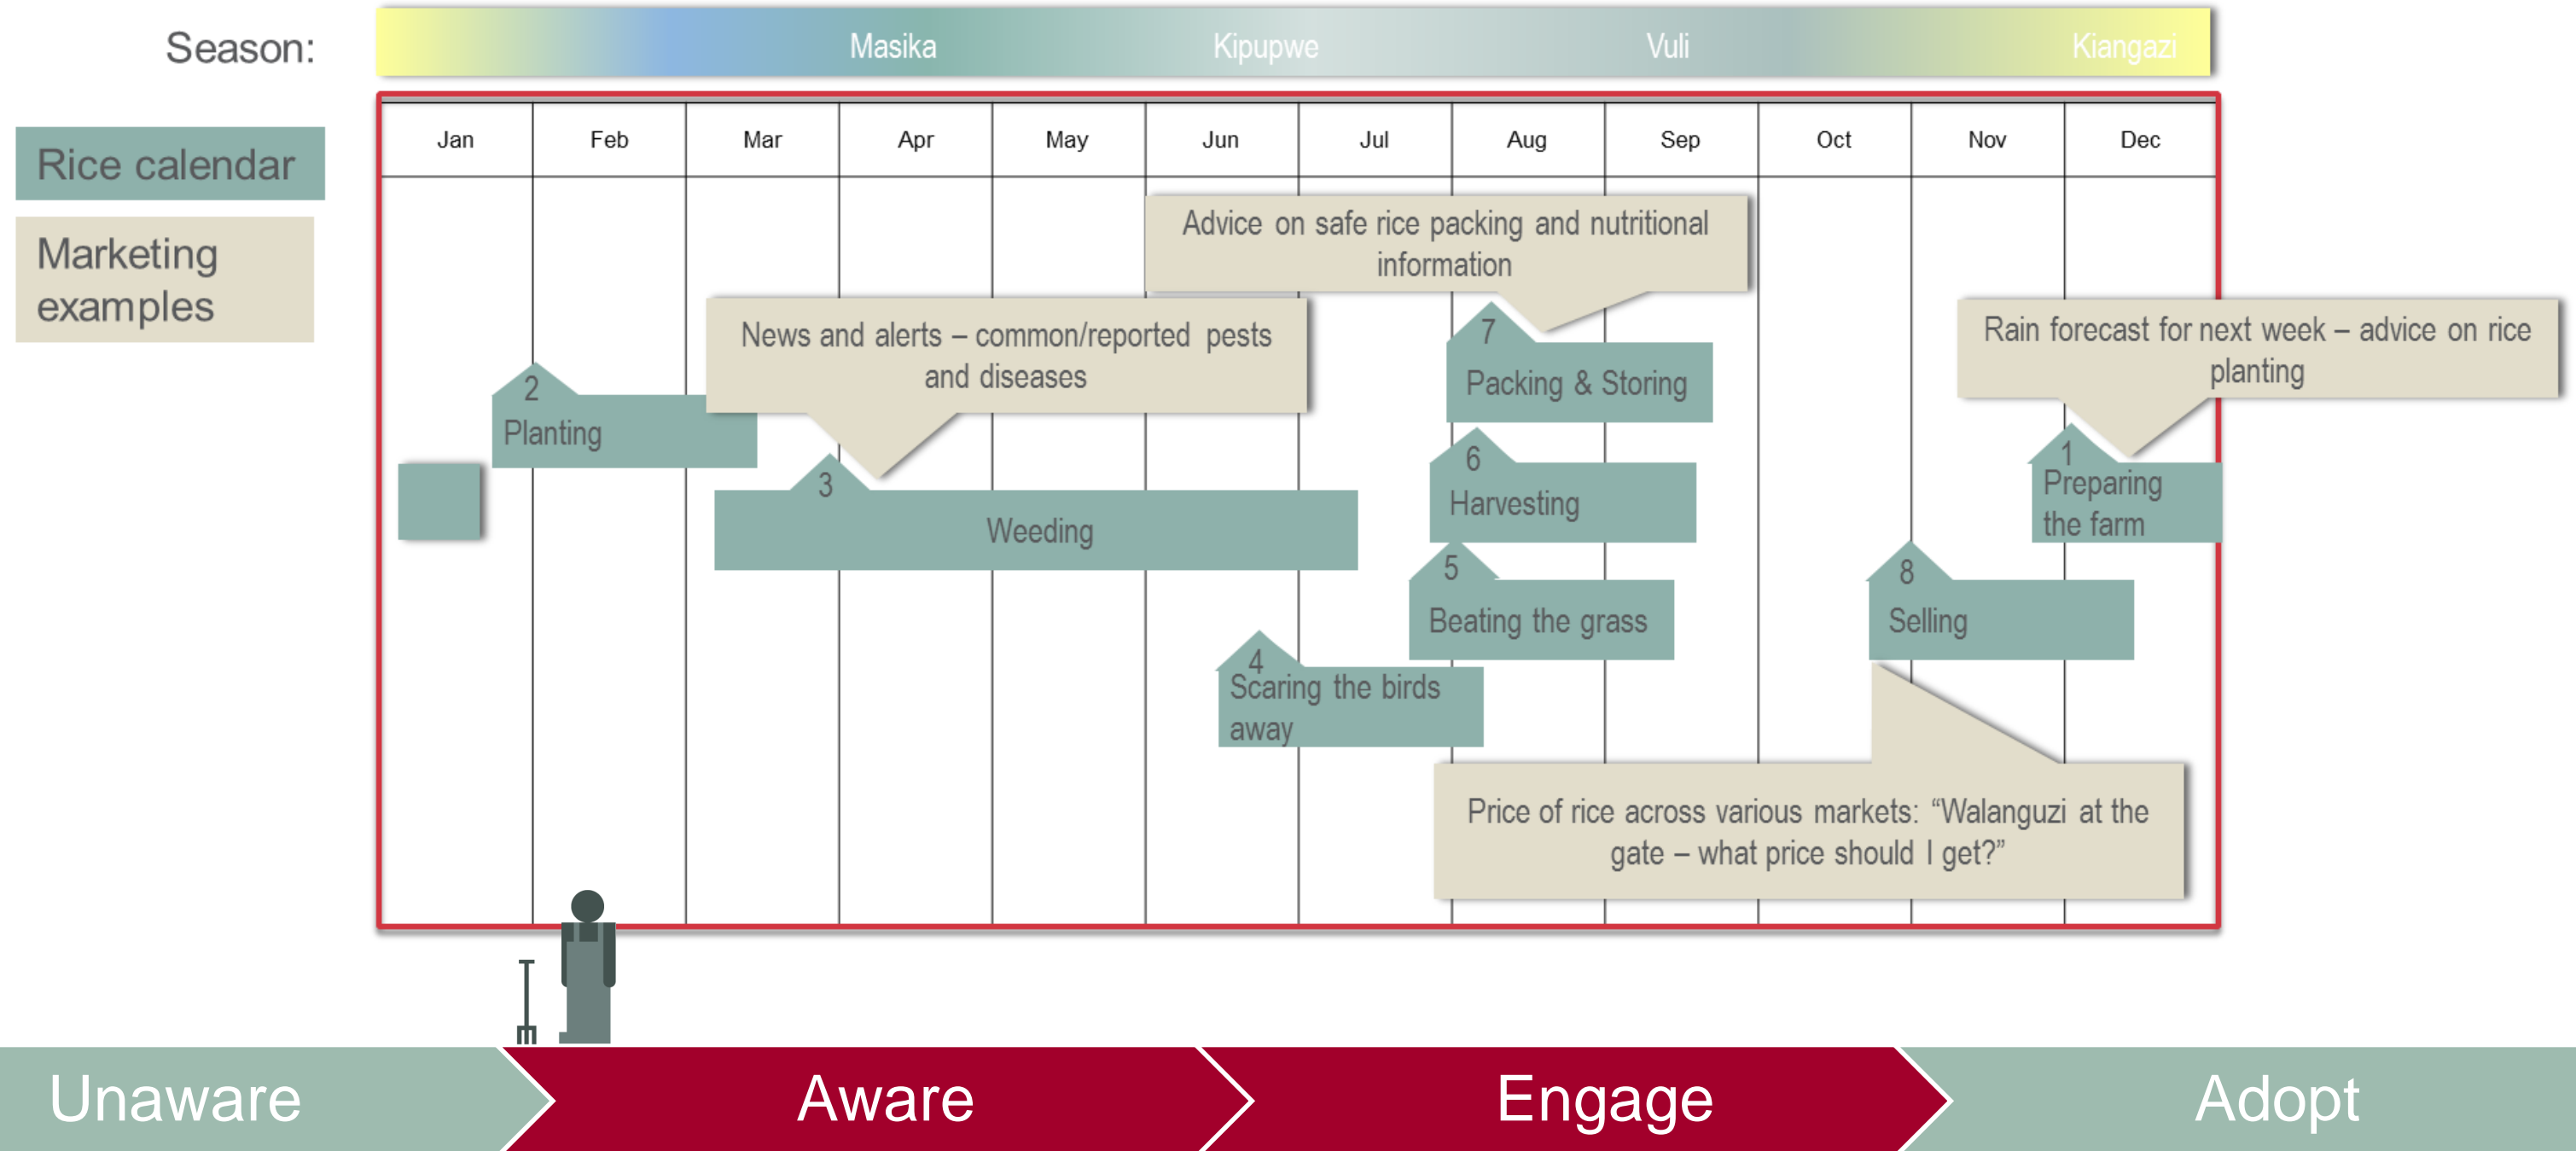 Season:
Masika
Kipupwe
Vuli
Kiangazi
Rice calendar
Marketing
examples
Jan
Feb
Mar
Apr
May
Jun
Jul
Aug
Sep
Oct
Nov
Dec
Advice on safe rice packing and nutritional
information
News and alerts – common/reported pests
and diseases
Rain forecast for next week – advice on rice
planting
2
Planting
3
Weeding
7
Packing & Storing
6
Harvesting
5
Beating the grass
4
Scaring the birds
away
1
Preparing
the farm
8
Selling
Price of rice across various markets: “Walanguzi at the
gate – what price should I get?”
Unaware
Aware
Engage
Adopt